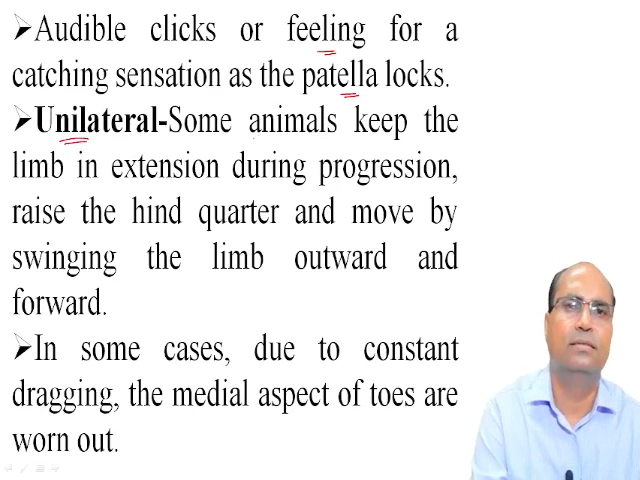 ➢Audible clicks or feeling for a
catching sensation as the patella locks.
➢Unilateral-Some animals keep the
limb in extension during progression,
raise the hind quarter and move by
swinging the limb outward and
forward.
➢In some cases, due to constant
dragging, the medial aspect of toes are
worn out.